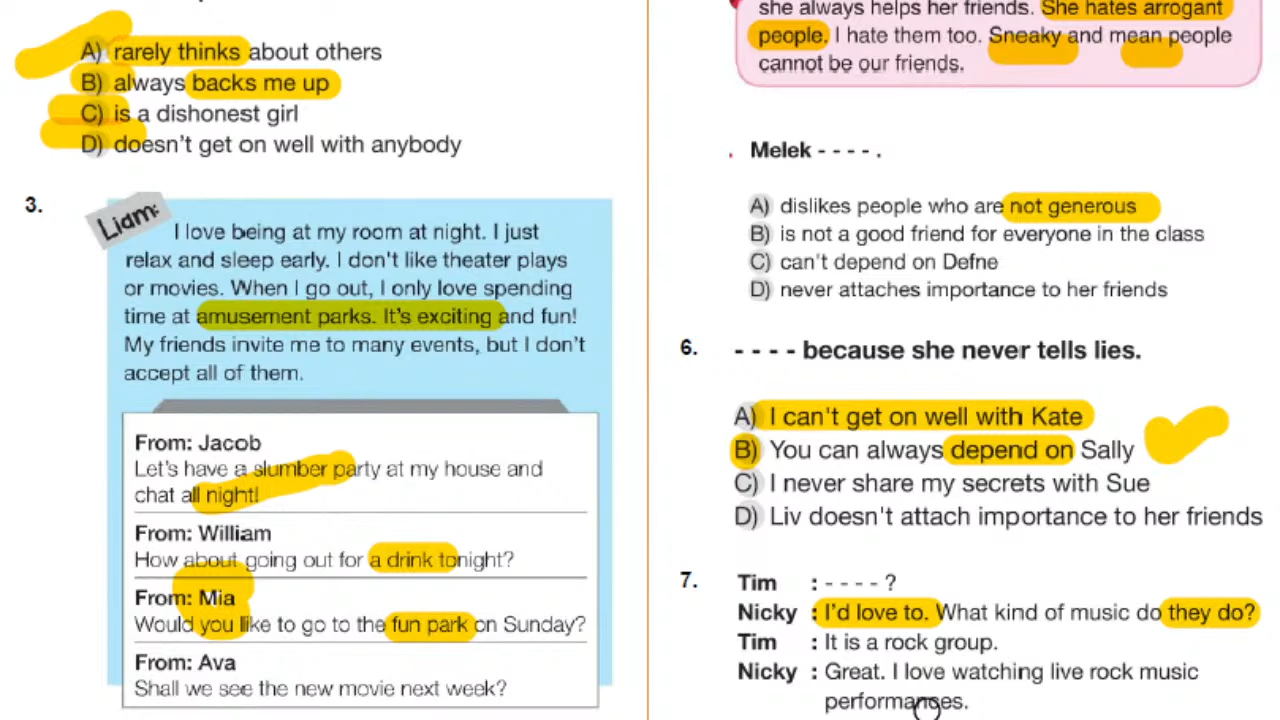 A) rarely thinks about others
B) always backs me up
C) is a dishonest girl
D) doesn't get on well with anybody
3.
Liam:
I love being at my room at night. I just
relax and sleep early. I don't like theater plays
or movies. When I go out, I only love spending
time at amusement parks. It's exciting and fun!
My friends invite me to many events, but I don't
accept all of them.
From: Jacob
Let's have a slumber party at my house and
chat all night!
From: William
How about going out for a drink tonight?
From: Mia
Would you like to go to the fun park on Sunday?
From: Ava
Shall we see the new movie next week?
she always helps her friends. She hates arrogant
people. I hate them too. Sneaky and mean people
cannot be our friends.
Melek - - - - .
A) dislikes people who are not generous
B) is not a good friend for everyone in the class
C) can't depend on Defne
D) never attaches importance to her friends
6.
- - - - because she never tells lies.
A) I can't get on well with Kate
B) You can always depend on Sally
C) I never share my secrets with Sue
D) Liv doesn't attach importance to her friends
7.
Tim : - - - - ?
Nicky : I'd love to. What kind of music do they do?
Tim : It is a rock group.
Nicky : Great. I love watching live rock music
performances.